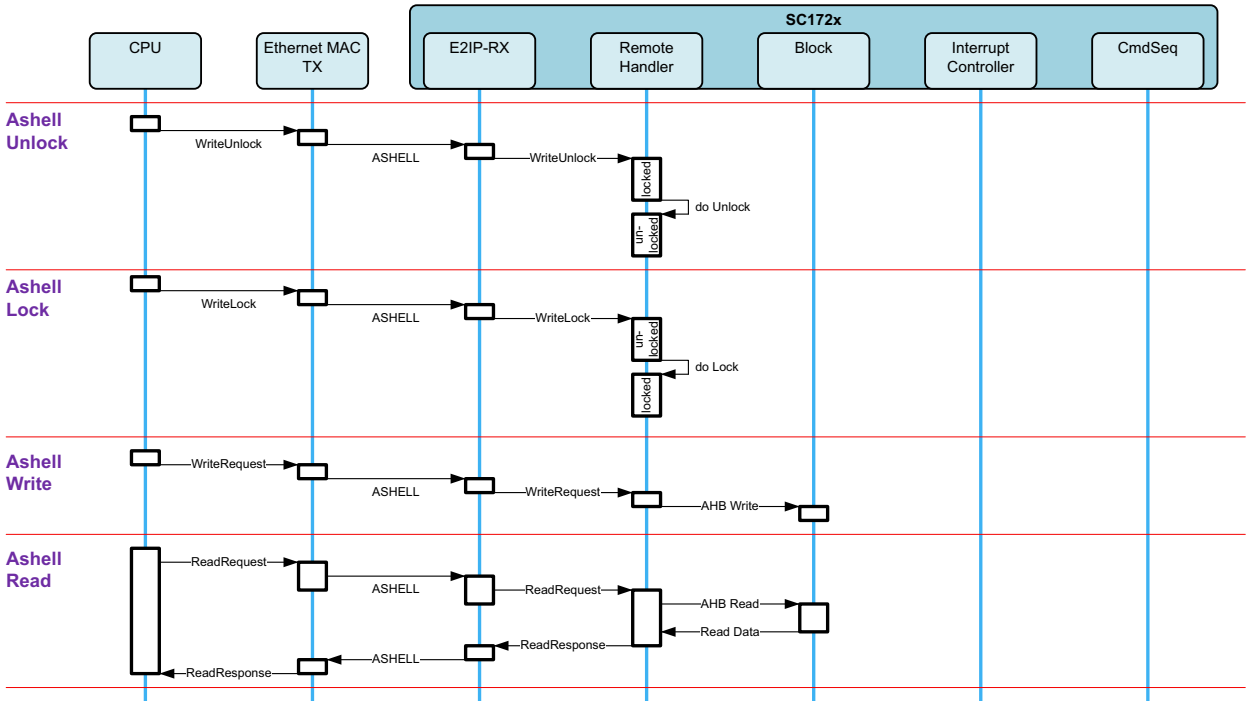 SC172x
CPU
Ethernet MAC
TX
E2IP-RX
Remote
Handler
Block
Interrupt
Controller
CmdSeq
Ashell
Unlock
WriteUnlock
ASHELL
WriteUnlock
locked
do Unlock
un-
locked
Ashell
Lock
WriteLock
ASHELL
WriteLock
un-
locked
do Lock
locked
Ashell
Write
WriteRequest
ASHELL
WriteRequest
AHB Write
Ashell
Read
ReadRequest
ASHELL
ReadRequest
AHB Read
Read Data
ReadResponse
ASHELL
ReadResponse